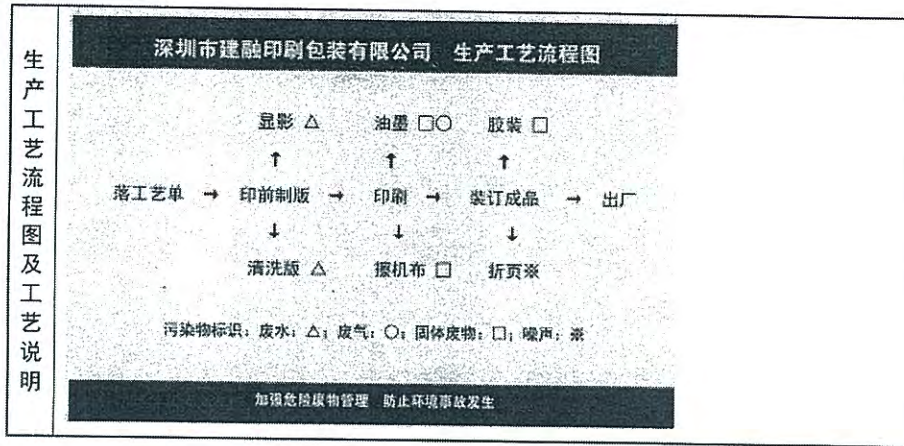 生产工艺流程图及工艺说明
深圳市建融印刷包装有限公司 生产工艺流程图
显影 △ 油墨 □○ 胶装 □
↑ ↑ ↑
落工艺单 → 印前制版 → 印刷 → 装订成品 → 出厂
↓ ↓ ↓
清洗版 △ 擦机布 □ 折页※
污染物标识：废水：△；废气：○；固体废物：□；噪声：※
加强危险废物管理 防止环境事故发生